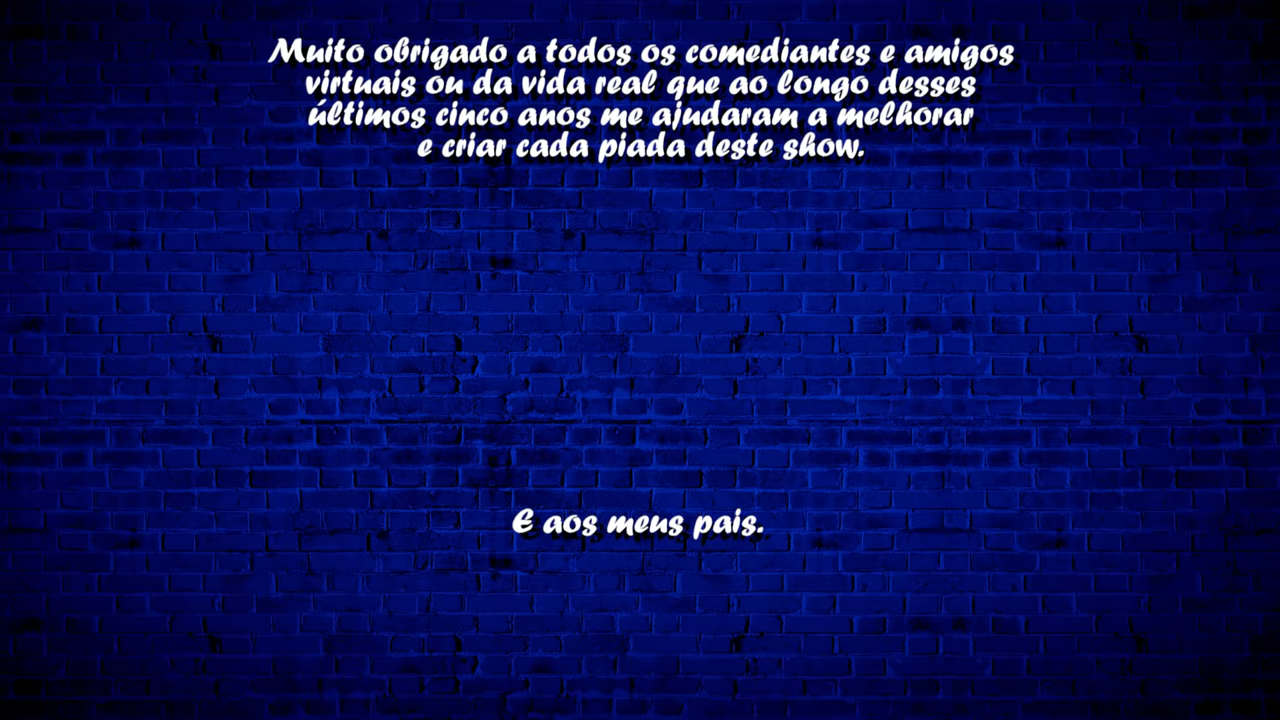 Muito obrigado a todos os comediantes e amigos
virtuais ou da vida real que ao longo desses
últimos cinco anos me ajudaram a melhorar
e criar cada piada deste show.
E aos meus pais.